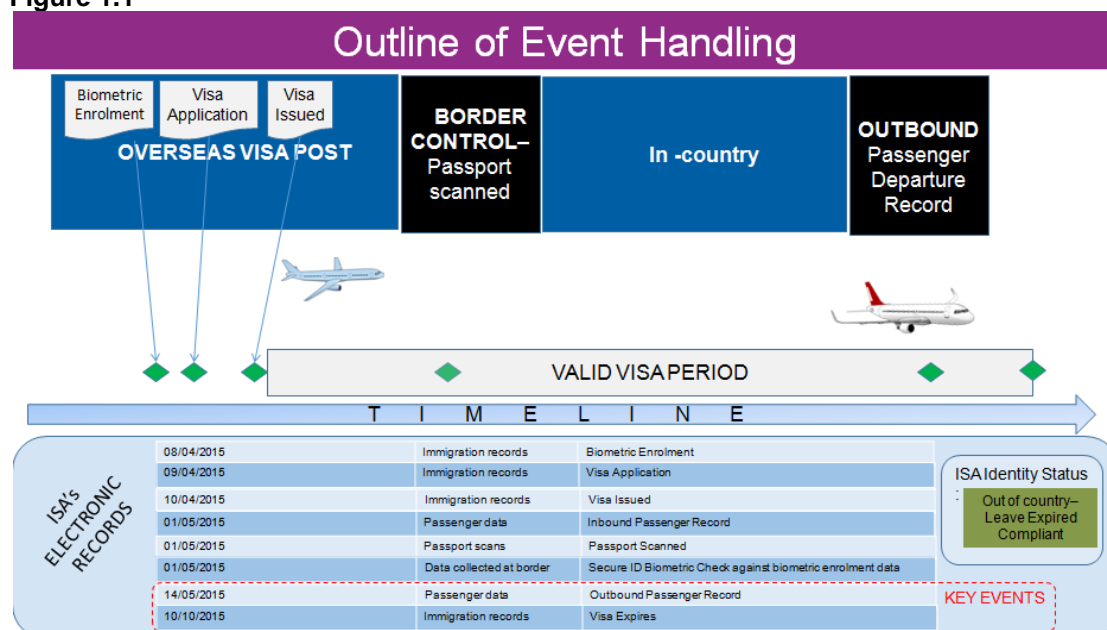 Figure 1.1
Outline of Event Handling
Biometric
Enrolment
Visa
Application
Visa
Issued
OVERSEAS VISA POST
BORDER
CONTROL–
Passport
scanned
In -country
OUTBOUND
Passenger
Departure
Record
VALID VISA PERIOD
T I M E L I N E
ISA's
ELECTRONIC
RECORDS
08/04/2015 Immigration records Biometric Enrolment
09/04/2015 Immigration records Visa Application
10/04/2015 Immigration records Visa Issued
01/05/2015 Passenger data Inbound Passenger Record
01/05/2015 Passport scans Passport Scanned
01/05/2015 Data collected at border Secure ID Biometric Check against biometric enrolment data
14/05/2015 Passenger data Outbound Passenger Record
10/10/2015 Immigration records Visa Expires
ISA Identity Status
:
Out of country–
Leave Expired
Compliant
KEY EVENTS